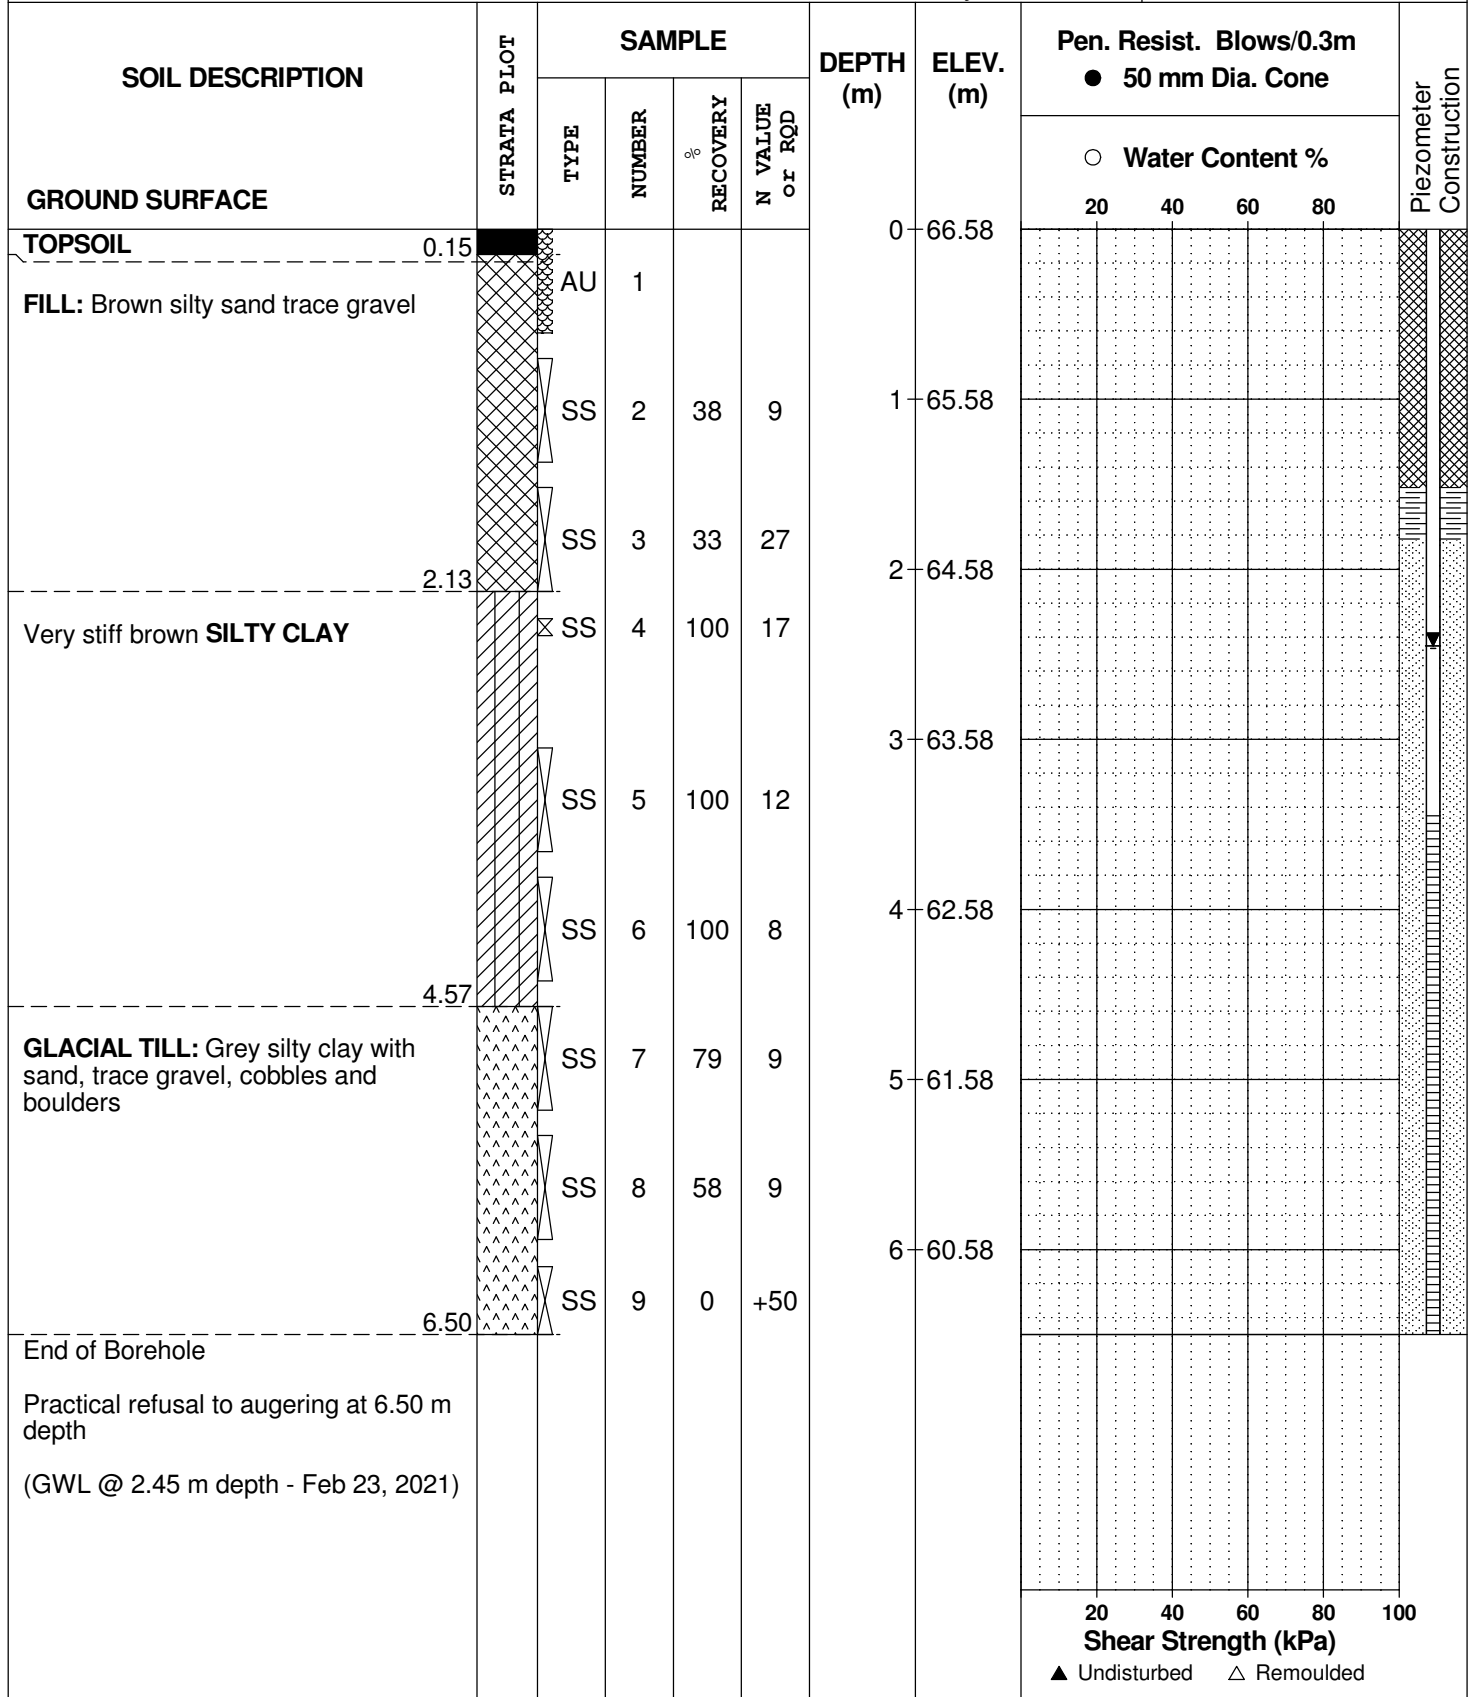 SOIL DESCRIPTION
GROUND SURFACE
STRATA PLOT
SAMPLE
TYPE
NUMBER
% RECOVERY
N VALUE or RQD
DEPTH (m)
ELEV. (m)
Pen. Resist. Blows/0.3m
● 50 mm Dia. Cone
○ Water Content %
20 40 60 80
Piezometer Construction
0 66.58
TOPSOIL 0.15
AU 1
FILL: Brown silty sand trace gravel
1 65.58
SS 2 38 9
SS 3 33 27
2 64.58
2.13
Very stiff brown SILTY CLAY
SS 4 100 17
3 63.58
SS 5 100 12
4 62.58
SS 6 100 8
4.57
GLACIAL TILL: Grey silty clay with
sand, trace gravel, cobbles and
boulders
SS 7 79 9
5 61.58
SS 8 58 9
6 60.58
SS 9 0 +50
6.50
End of Borehole
Practical refusal to augering at 6.50 m
depth
(GWL @ 2.45 m depth - Feb 23, 2021)
20 40 60 80 100
Shear Strength (kPa)
▲ Undisturbed △ Remoulded